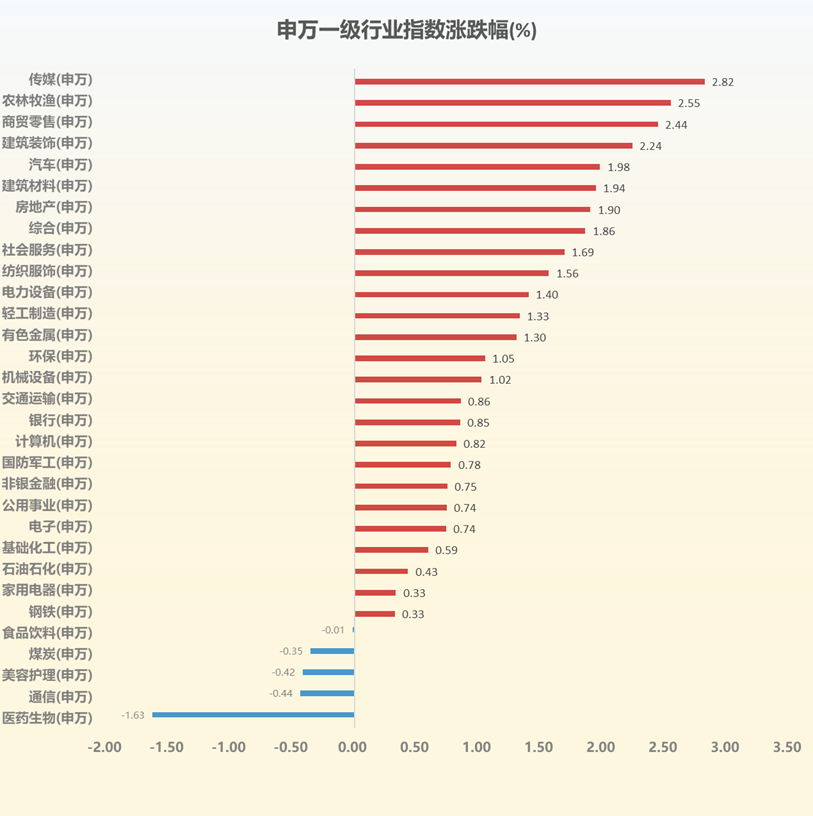 申万一级行业指数涨跌幅(%)
传媒(申万) 2.82
农林牧渔(申万) 2.55
商贸零售(申万) 2.44
建筑装饰(申万) 2.24
汽车(申万) 1.98
建筑材料(申万) 1.94
房地产(申万) 1.90
综合(申万) 1.86
社会服务(申万) 1.69
纺织服饰(申万) 1.56
电力设备(申万) 1.40
轻工制造(申万) 1.33
有色金属(申万) 1.30
环保(申万) 1.05
机械设备(申万) 1.02
交通运输(申万) 0.86
银行(申万) 0.85
计算机(申万) 0.82
国防军工(申万) 0.78
非银金融(申万) 0.75
公用事业(申万) 0.74
电子(申万) 0.74
基础化工(申万) 0.59
石油石化(申万) 0.43
家用电器(申万) 0.33
钢铁(申万) 0.33
食品饮料(申万) -0.01
煤炭(申万) -0.35
美容护理(申万) -0.42
通信(申万) -0.44
医药生物(申万) -1.63
-2.00 -1.50 -1.00 -0.50 0.00 0.50 1.00 1.50 2.00 2.50 3.00 3.50